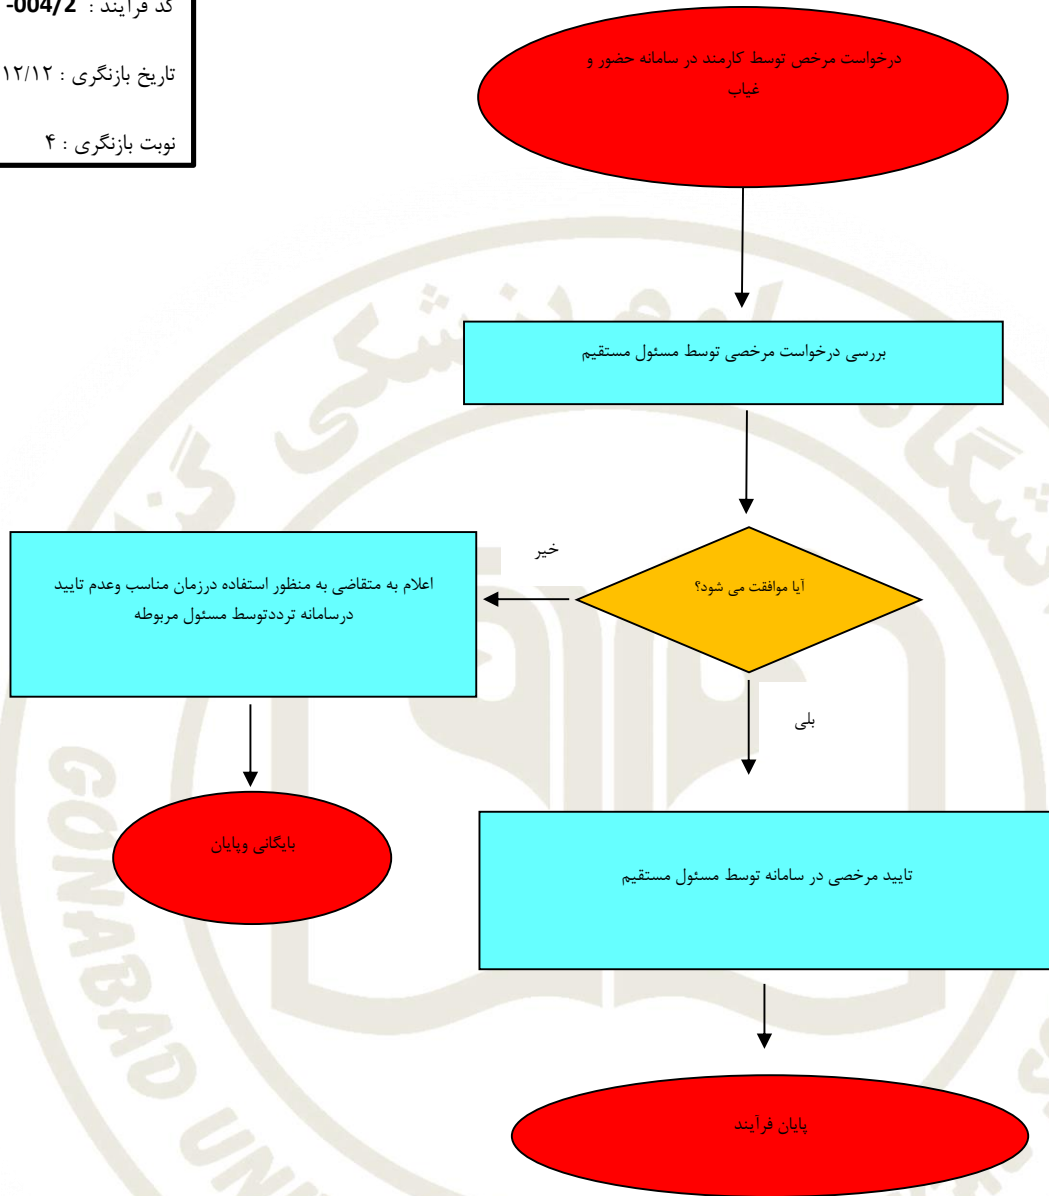 کد فرآیند : 004/2-
تاریخ بازنگری : ۱۲/۱۲
نوبت بازنگری : ۴
درخواست مرخص توسط کارمند در سامانه حضور و
غیاب
بررسی درخواست مرخصی توسط مسئول مستقیم
آیا موافقت می شود؟
خیر
اعلام به متقاضی به منظور استفاده درزمان مناسب وعدم تایید
درسامانه ترددتوسط مسئول مربوطه
بلی
بایگانی وپایان
تایید مرخصی در سامانه توسط مسئول مستقیم
پایان فرآیند
GONABAD